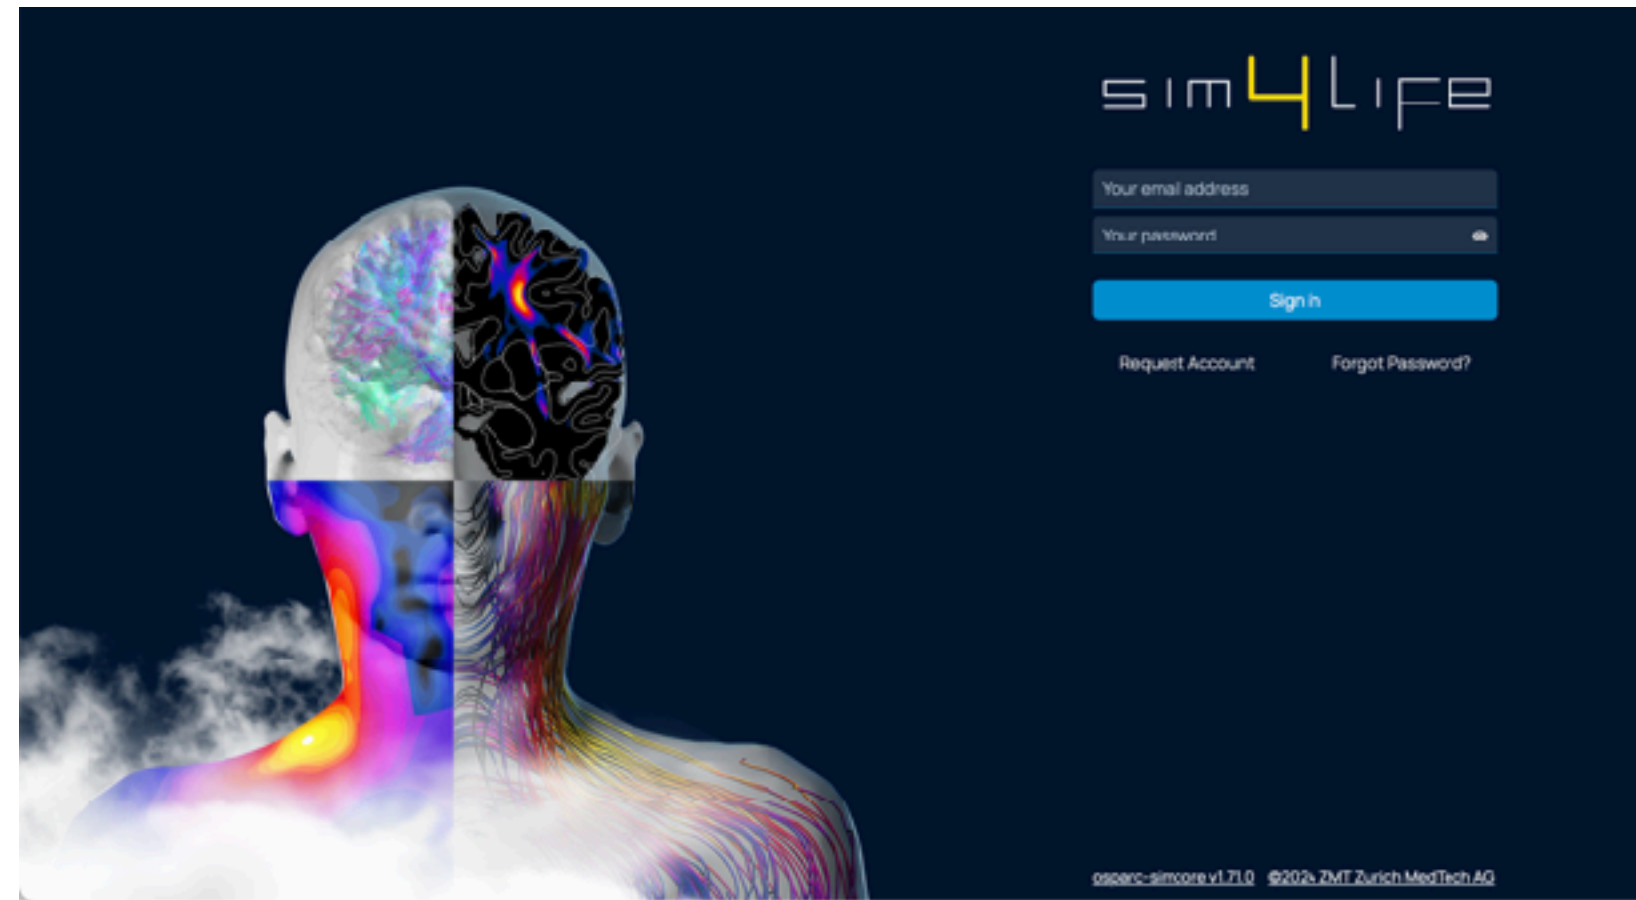 sim4life
Your email address
Your password
Sign in
Request Account Forgot Password?
osparc-simcore v1.71.0 ©2024 ZMT Zurich MedTech AG